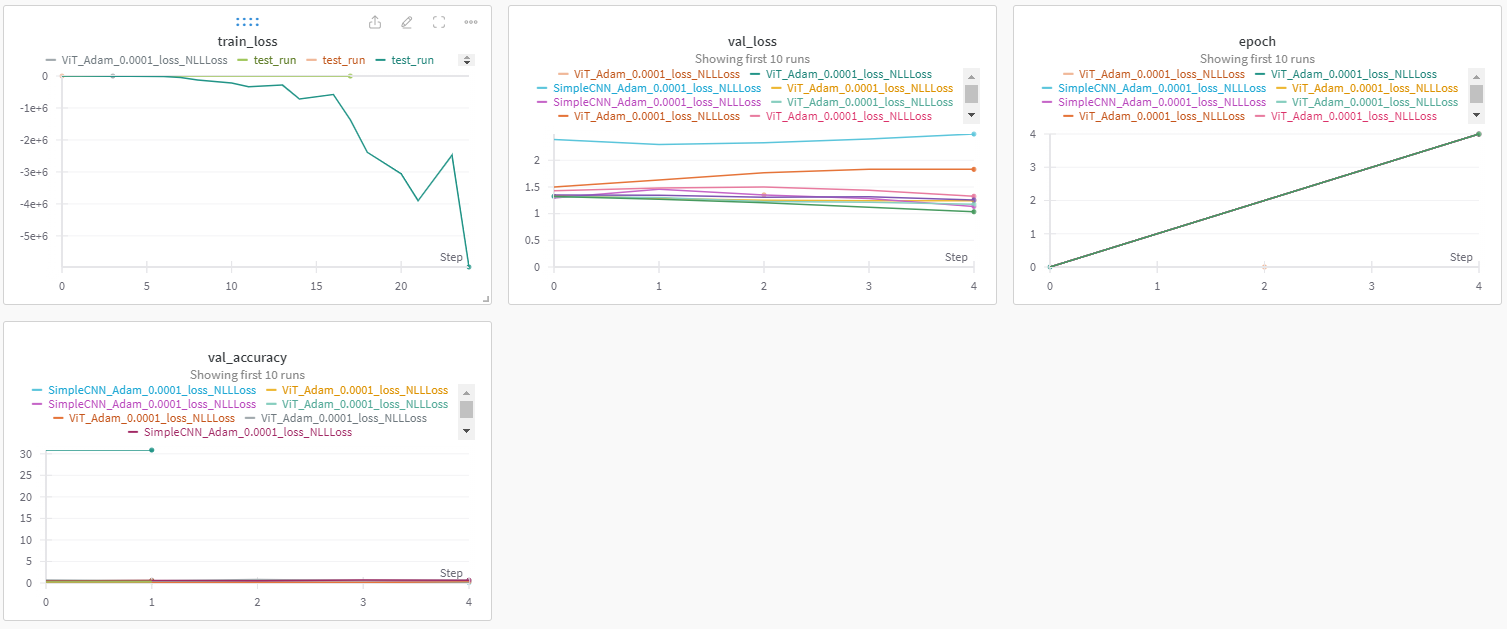 train_loss
ViT_Adam_0.0001_loss_NLLLoss test_run test_run test_run
0
-1e+6
-2e+6
-3e+6
-4e+6
-5e+6
Step
0 5 10 15 20
val_loss
Showing first 10 runs
ViT_Adam_0.0001_loss_NLLLoss ViT_Adam_0.0001_loss_NLLLoss
SimpleCNN_Adam_0.0001_loss_NLLLoss ViT_Adam_0.0001_loss_NLLLoss
SimpleCNN_Adam_0.0001_loss_NLLLoss ViT_Adam_0.0001_loss_NLLLoss
ViT_Adam_0.0001_loss_NLLLoss ViT_Adam_0.0001_loss_NLLLoss
2
1.5
1
0.5
0
Step
0 1 2 3 4
epoch
Showing first 10 runs
ViT_Adam_0.0001_loss_NLLLoss ViT_Adam_0.0001_loss_NLLLoss
SimpleCNN_Adam_0.0001_loss_NLLLoss ViT_Adam_0.0001_loss_NLLLoss
SimpleCNN_Adam_0.0001_loss_NLLLoss ViT_Adam_0.0001_loss_NLLLoss
ViT_Adam_0.0001_loss_NLLLoss ViT_Adam_0.0001_loss_NLLLoss
4
3
2
1
0
Step
0 1 2 3 4
val_accuracy
Showing first 10 runs
SimpleCNN_Adam_0.0001_loss_NLLLoss ViT_Adam_0.0001_loss_NLLLoss
SimpleCNN_Adam_0.0001_loss_NLLLoss ViT_Adam_0.0001_loss_NLLLoss
ViT_Adam_0.0001_loss_NLLLoss ViT_Adam_0.0001_loss_NLLLoss
SimpleCNN_Adam_0.0001_loss_NLLLoss
30
25
20
15
10
5
0
Step
0 1 2 3 4